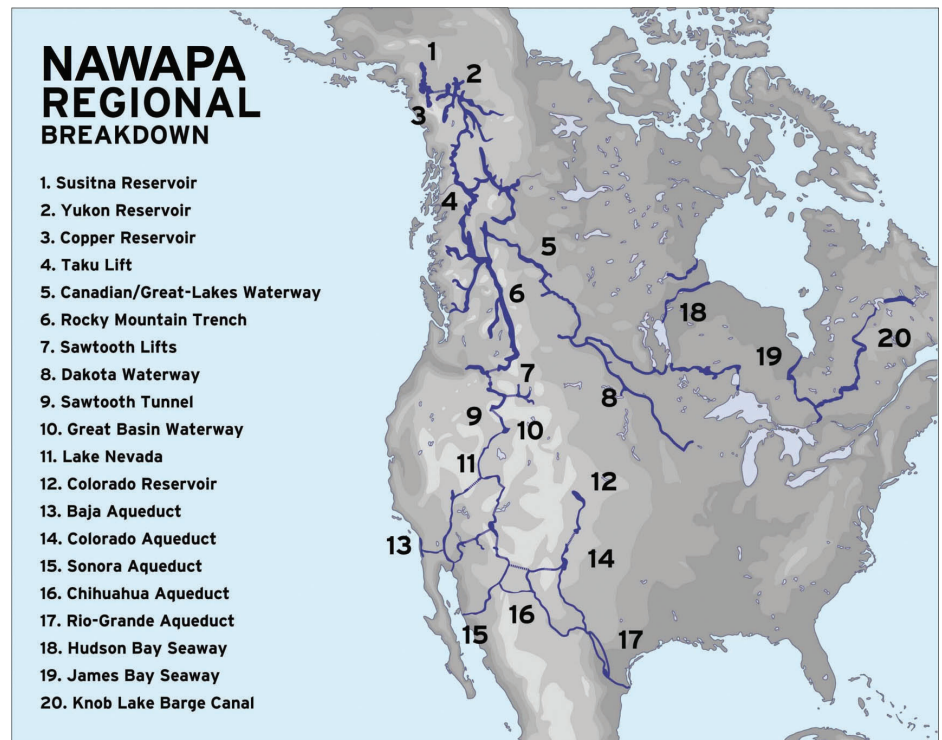 NAWAPA
REGIONAL
BREAKDOWN
1. Susitna Reservoir
2. Yukon Reservoir
3. Copper Reservoir
4. Taku Lift
5. Canadian/Great-Lakes Waterway
6. Rocky Mountain Trench
7. Sawtooth Lifts
8. Dakota Waterway
9. Sawtooth Tunnel
10. Great Basin Waterway
11. Lake Nevada
12. Colorado Reservoir
13. Baja Aqueduct
14. Colorado Aqueduct
15. Sonora Aqueduct
16. Chihuahua Aqueduct
17. Rio-Grande Aqueduct
18. Hudson Bay Seaway
19. James Bay Seaway
20. Knob Lake Barge Canal
1
2
3
4
5
6
18
20
19
7
8
9
10
11
12
13
14
16
15
17